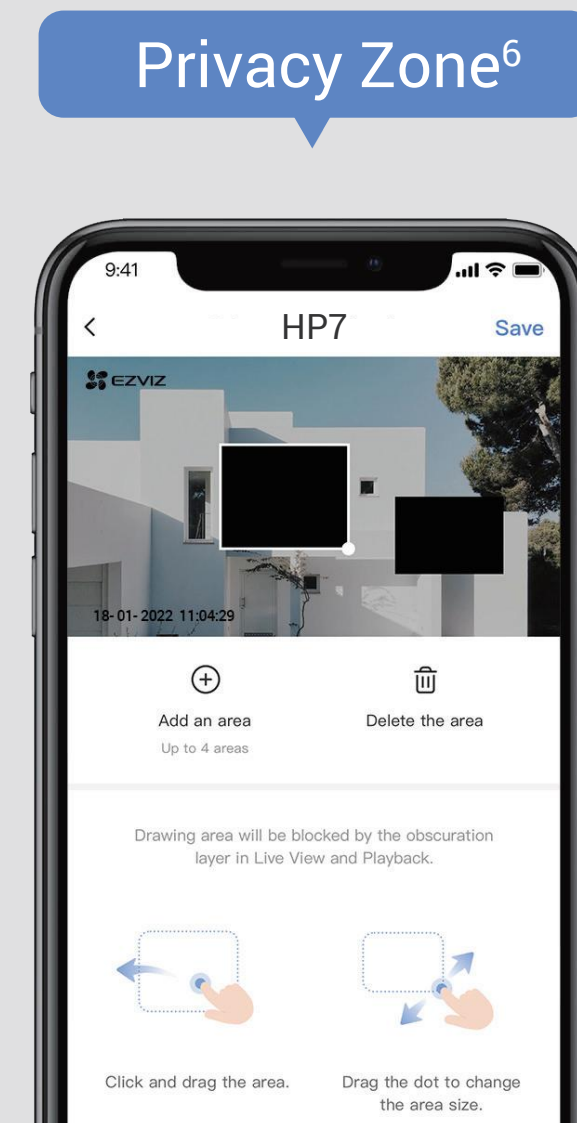 Privacy Zone⁶
9:41
HP7
Save
EZVIZ
18-01-2022 11:04:29
Add an area
Delete the area
Up to 4 areas
Drawing area will be blocked by the obscuration
layer in Live View and Playback.
Click and drag the area.
Drag the dot to change
the area size.